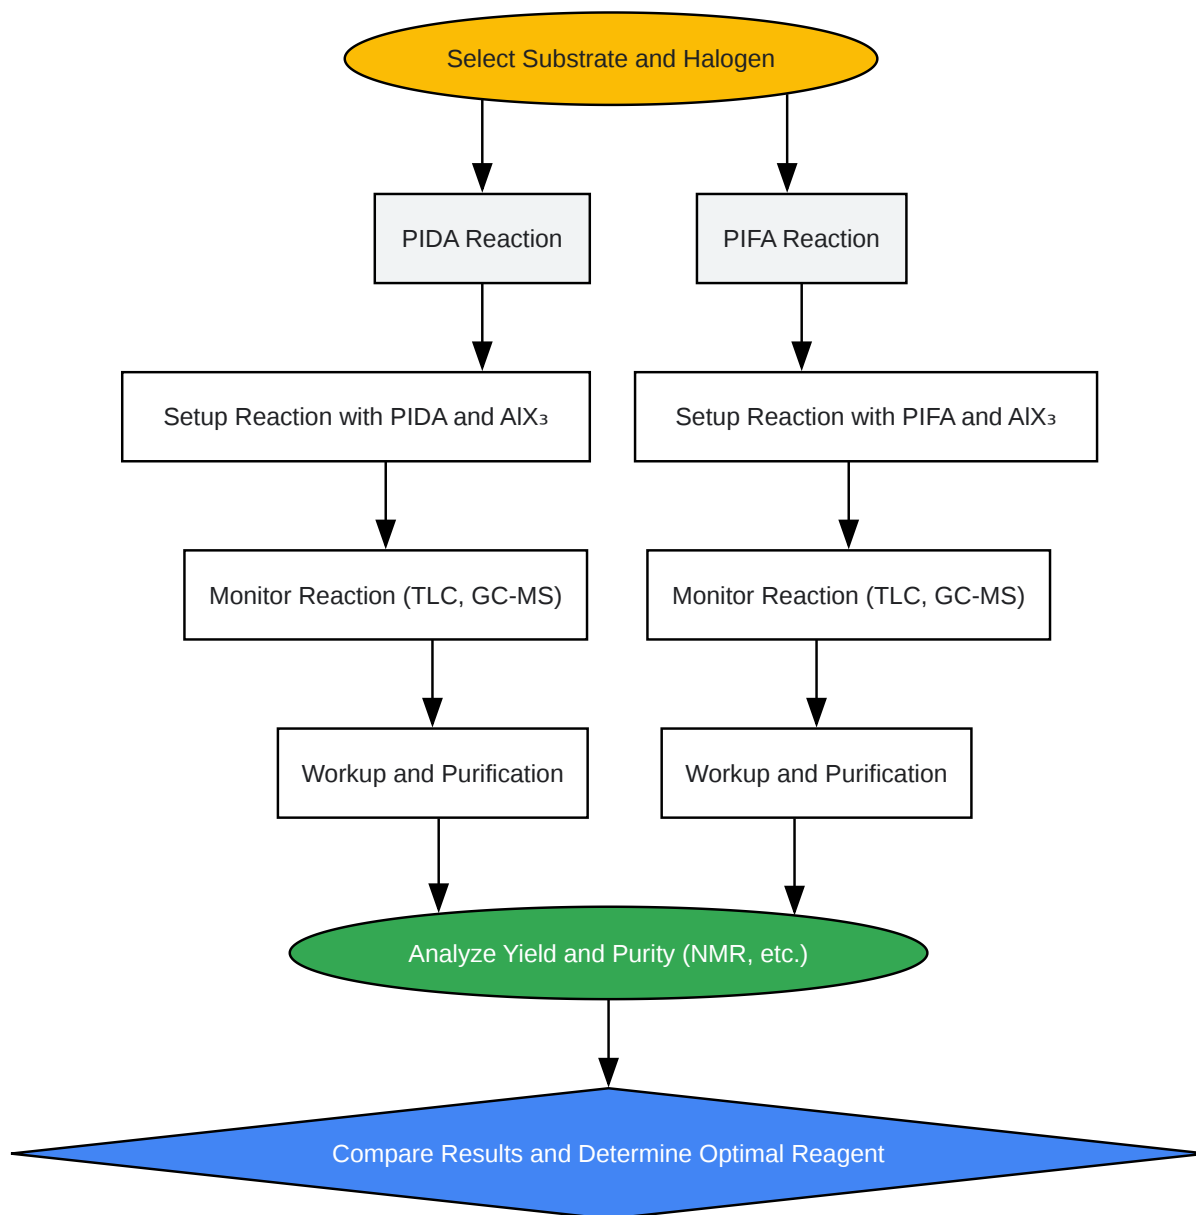 Select Substrate and Halogen
PIDA Reaction
PIFA Reaction
Setup Reaction with PIDA and AlX₃
Setup Reaction with PIFA and AlX₃
Monitor Reaction (TLC, GC-MS)
Monitor Reaction (TLC, GC-MS)
Workup and Purification
Workup and Purification
Analyze Yield and Purity (NMR, etc.)
Compare Results and Determine Optimal Reagent